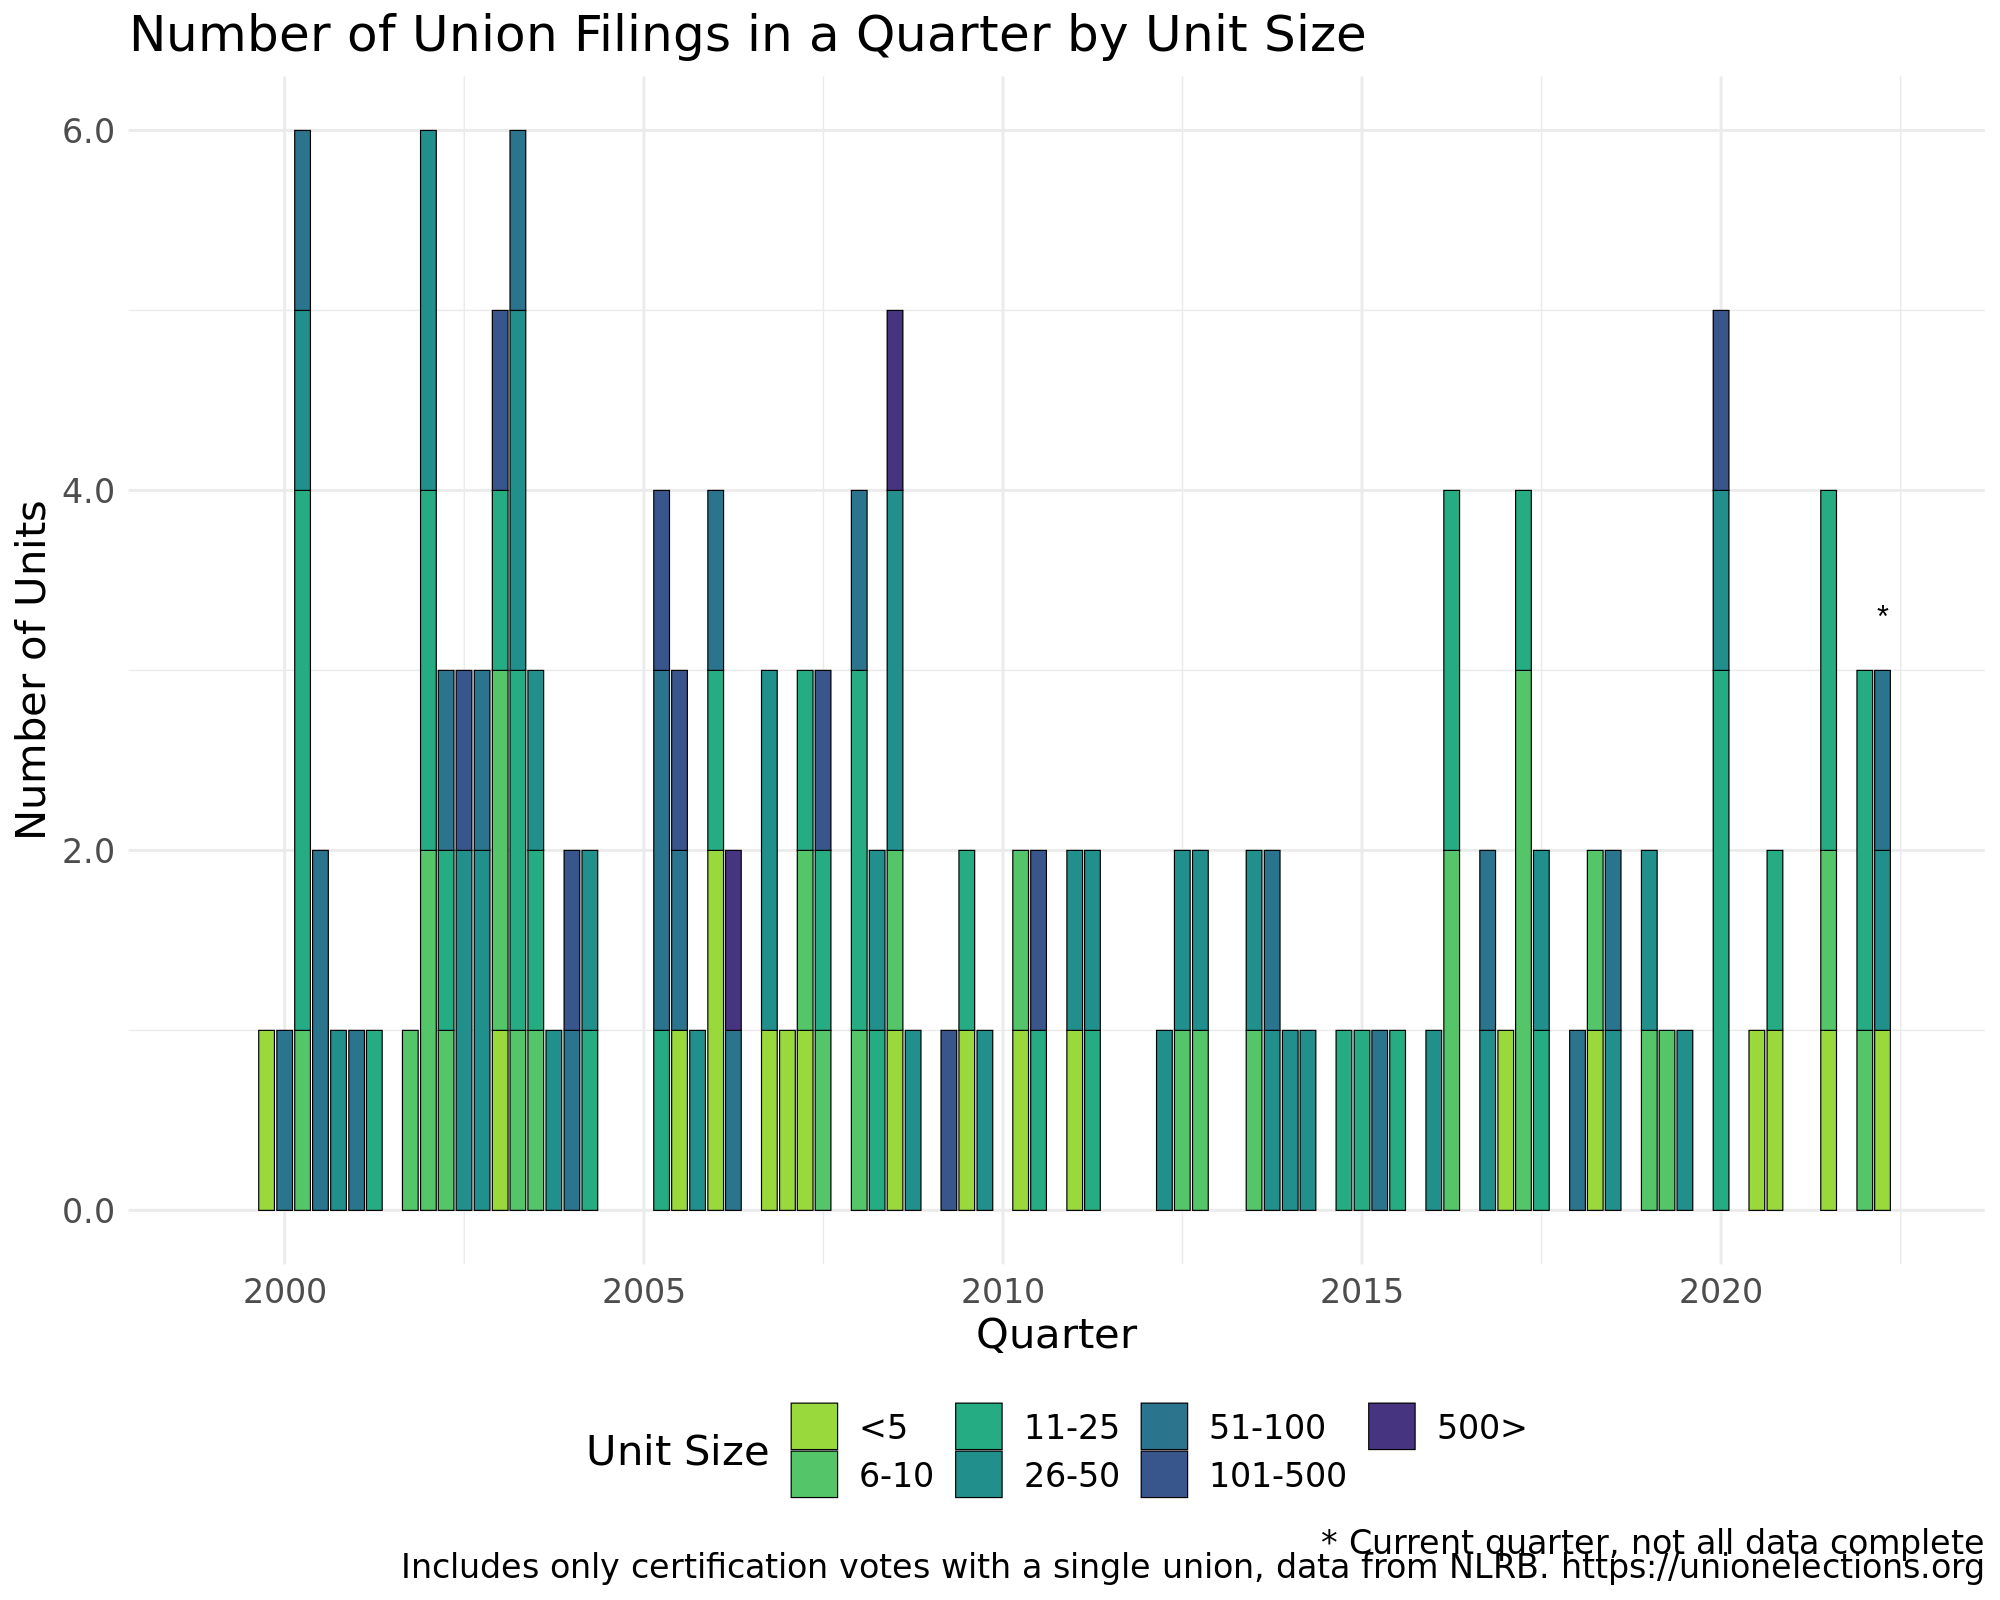 Number of Union Filings in a Quarter by Unit Size
6.0
4.0
2.0
0.0
Number of Units
*
2000 2005 2010 2015 2020
Quarter
Unit Size
<5 11-25 51-100 500>
6-10 26-50 101-500
* Current quarter, not all data complete
Includes only certification votes with a single union, data from NLRB. https://unionelections.org